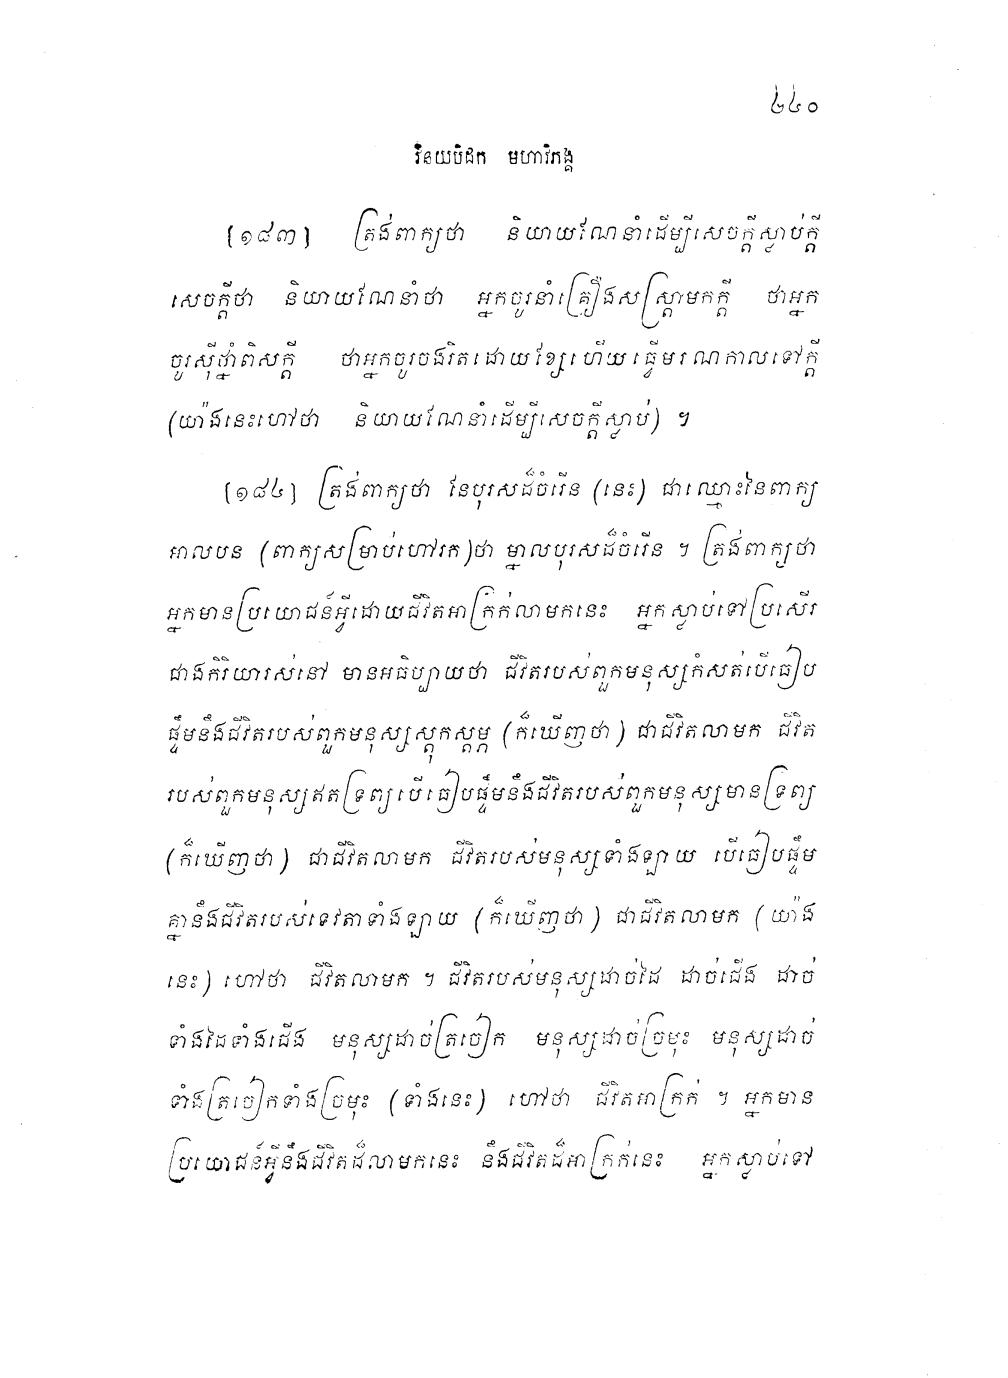 ៤៤០
វិនយបិដក មហាវិភង្គ
[១៨៣] ត្រង់ពាក្យថា និយាយណែនាំដើម្បីសេចក្តីស្លាប់ក្តី
សេចក្តីថា និយាយណែនាំថា អ្នកចូរនាំគ្រឿងសស្ត្រាមកក្តី ថាអ្នក
ចូរស៊ីថ្នាំពិសក្តី ថាអ្នកចូរចងរិតដោយខ្សែហើយធ្វើមរណកាលទៅក្តី
(យ៉ាងនេះហៅថា និយាយណែនាំដើម្បីសេចក្តីស្លាប់) ។
[១៨៤] ត្រង់ពាក្យថា នែបុរសដ៏ចំរើន (នេះ) ជាឈ្មោះនៃពាក្យ
អាលបន (ពាក្យសម្រាប់ហៅរក)ថា ម្នាលបុរសដ៏ចំរើន ។ ត្រង់ពាក្យថា
អ្នកមានប្រយោជន៍អ្វីដោយជីវិតអាក្រក់លាមកនេះ អ្នកស្លាប់ទៅប្រសើរ
ជាងកិរិយារស់នៅ មានអធិប្បាយថា ជីវិតរបស់ពួកមនុស្សកំសត់បើធៀប
ផ្ទឹមនឹងជីវិតរបស់ពួកមនុស្សស្តុកស្តម្ភ (ក៏ឃើញថា) ជាជីវិតលាមក ជីវិត
របស់ពួកមនុស្សឥតទ្រព្យបើធៀបផ្ទឹមនឹងជីវិតរបស់ពួកមនុស្សមានទ្រព្យ
(ក៏ឃើញថា) ជាជីវិតលាមក ជីវិតរបស់មនុស្សទាំងឡាយ បើធៀបផ្ទឹម
គ្នានឹងជីវិតរបស់ទេវតាទាំងឡាយ (ក៏ឃើញថា) ជាជីវិតលាមក (យ៉ាង
នេះ) ហៅថា ជីវិតលាមក ។ ជីវិតរបស់មនុស្សដាច់ដៃ ដាច់ជើង ដាច់
ទាំងដៃទាំងជើង មនុស្សដាច់ត្រចៀក មនុស្សដាច់ច្រមុះ មនុស្សដាច់
ទាំងត្រចៀកទាំងច្រមុះ (ទាំងនេះ) ហៅថា ជីវិតអាក្រក់ ។ អ្នកមាន
ប្រយោជន៍អ្វីនឹងជីវិតដ៏លាមកនេះ នឹងជីវិតដ៏អាក្រក់នេះ អ្នកស្លាប់ទៅ